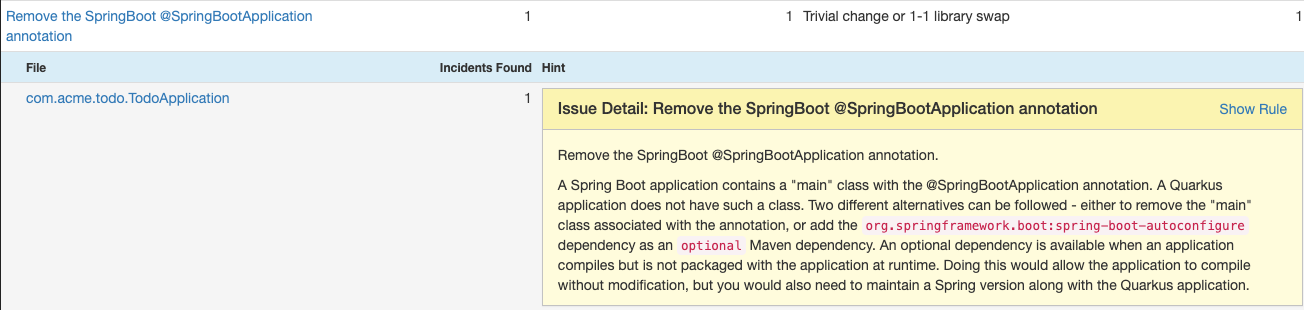 Remove the SpringBoot @SpringBootApplication annotation 1 1 Trivial change or 1-1 library swap 1
File Incidents Found Hint
com.acme.todo.TodoApplication 1
Issue Detail: Remove the SpringBoot @SpringBootApplication annotation Show Rule
Remove the SpringBoot @SpringBootApplication annotation.
A Spring Boot application contains a "main" class with the @SpringBootApplication annotation. A Quarkus
application does not have such a class. Two different alternatives can be followed - either to remove the "main"
class associated with the annotation, or add the org.springframework.boot:spring-boot-autoconfigure
dependency as an optional Maven dependency. An optional dependency is available when an application
compiles but is not packaged with the application at runtime. Doing this would allow the application to compile
without modification, but you would also need to maintain a Spring version along with the Quarkus application.